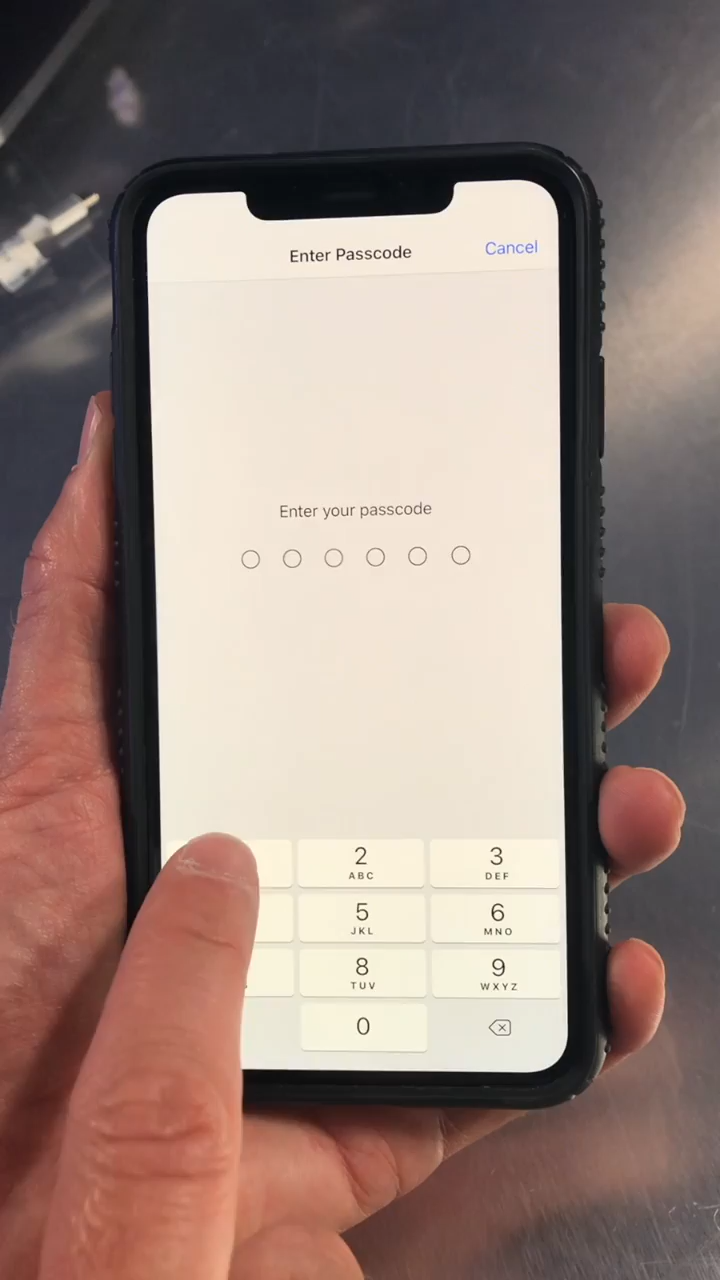 Enter Passcode
Cancel
Enter your passcode
2
3
ABC
DEF
5
6
JKL
MNO
8
9
TUV
WXYZ
0